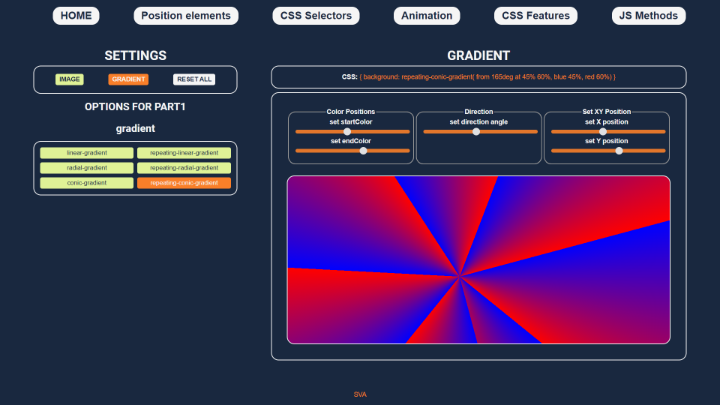 HOME
Position elements
CSS Selectors
Animation
CSS Features
JS Methods
SETTINGS
IMAGE
GRADIENT
RESET ALL
OPTIONS FOR PART1
gradient
linear-gradient
repeating-linear-gradient
radial-gradient
repeating-radial-gradient
conic-gradient
repeating-conic-gradient
GRADIENT
CSS: { background: repeating-conic-gradient( from 165deg at 45% 60%, blue 45%, red 60%) }
Color Positions
set startColor
set endColor
Direction
set direction angle
Set XY Position
set X position
set Y position
SVA